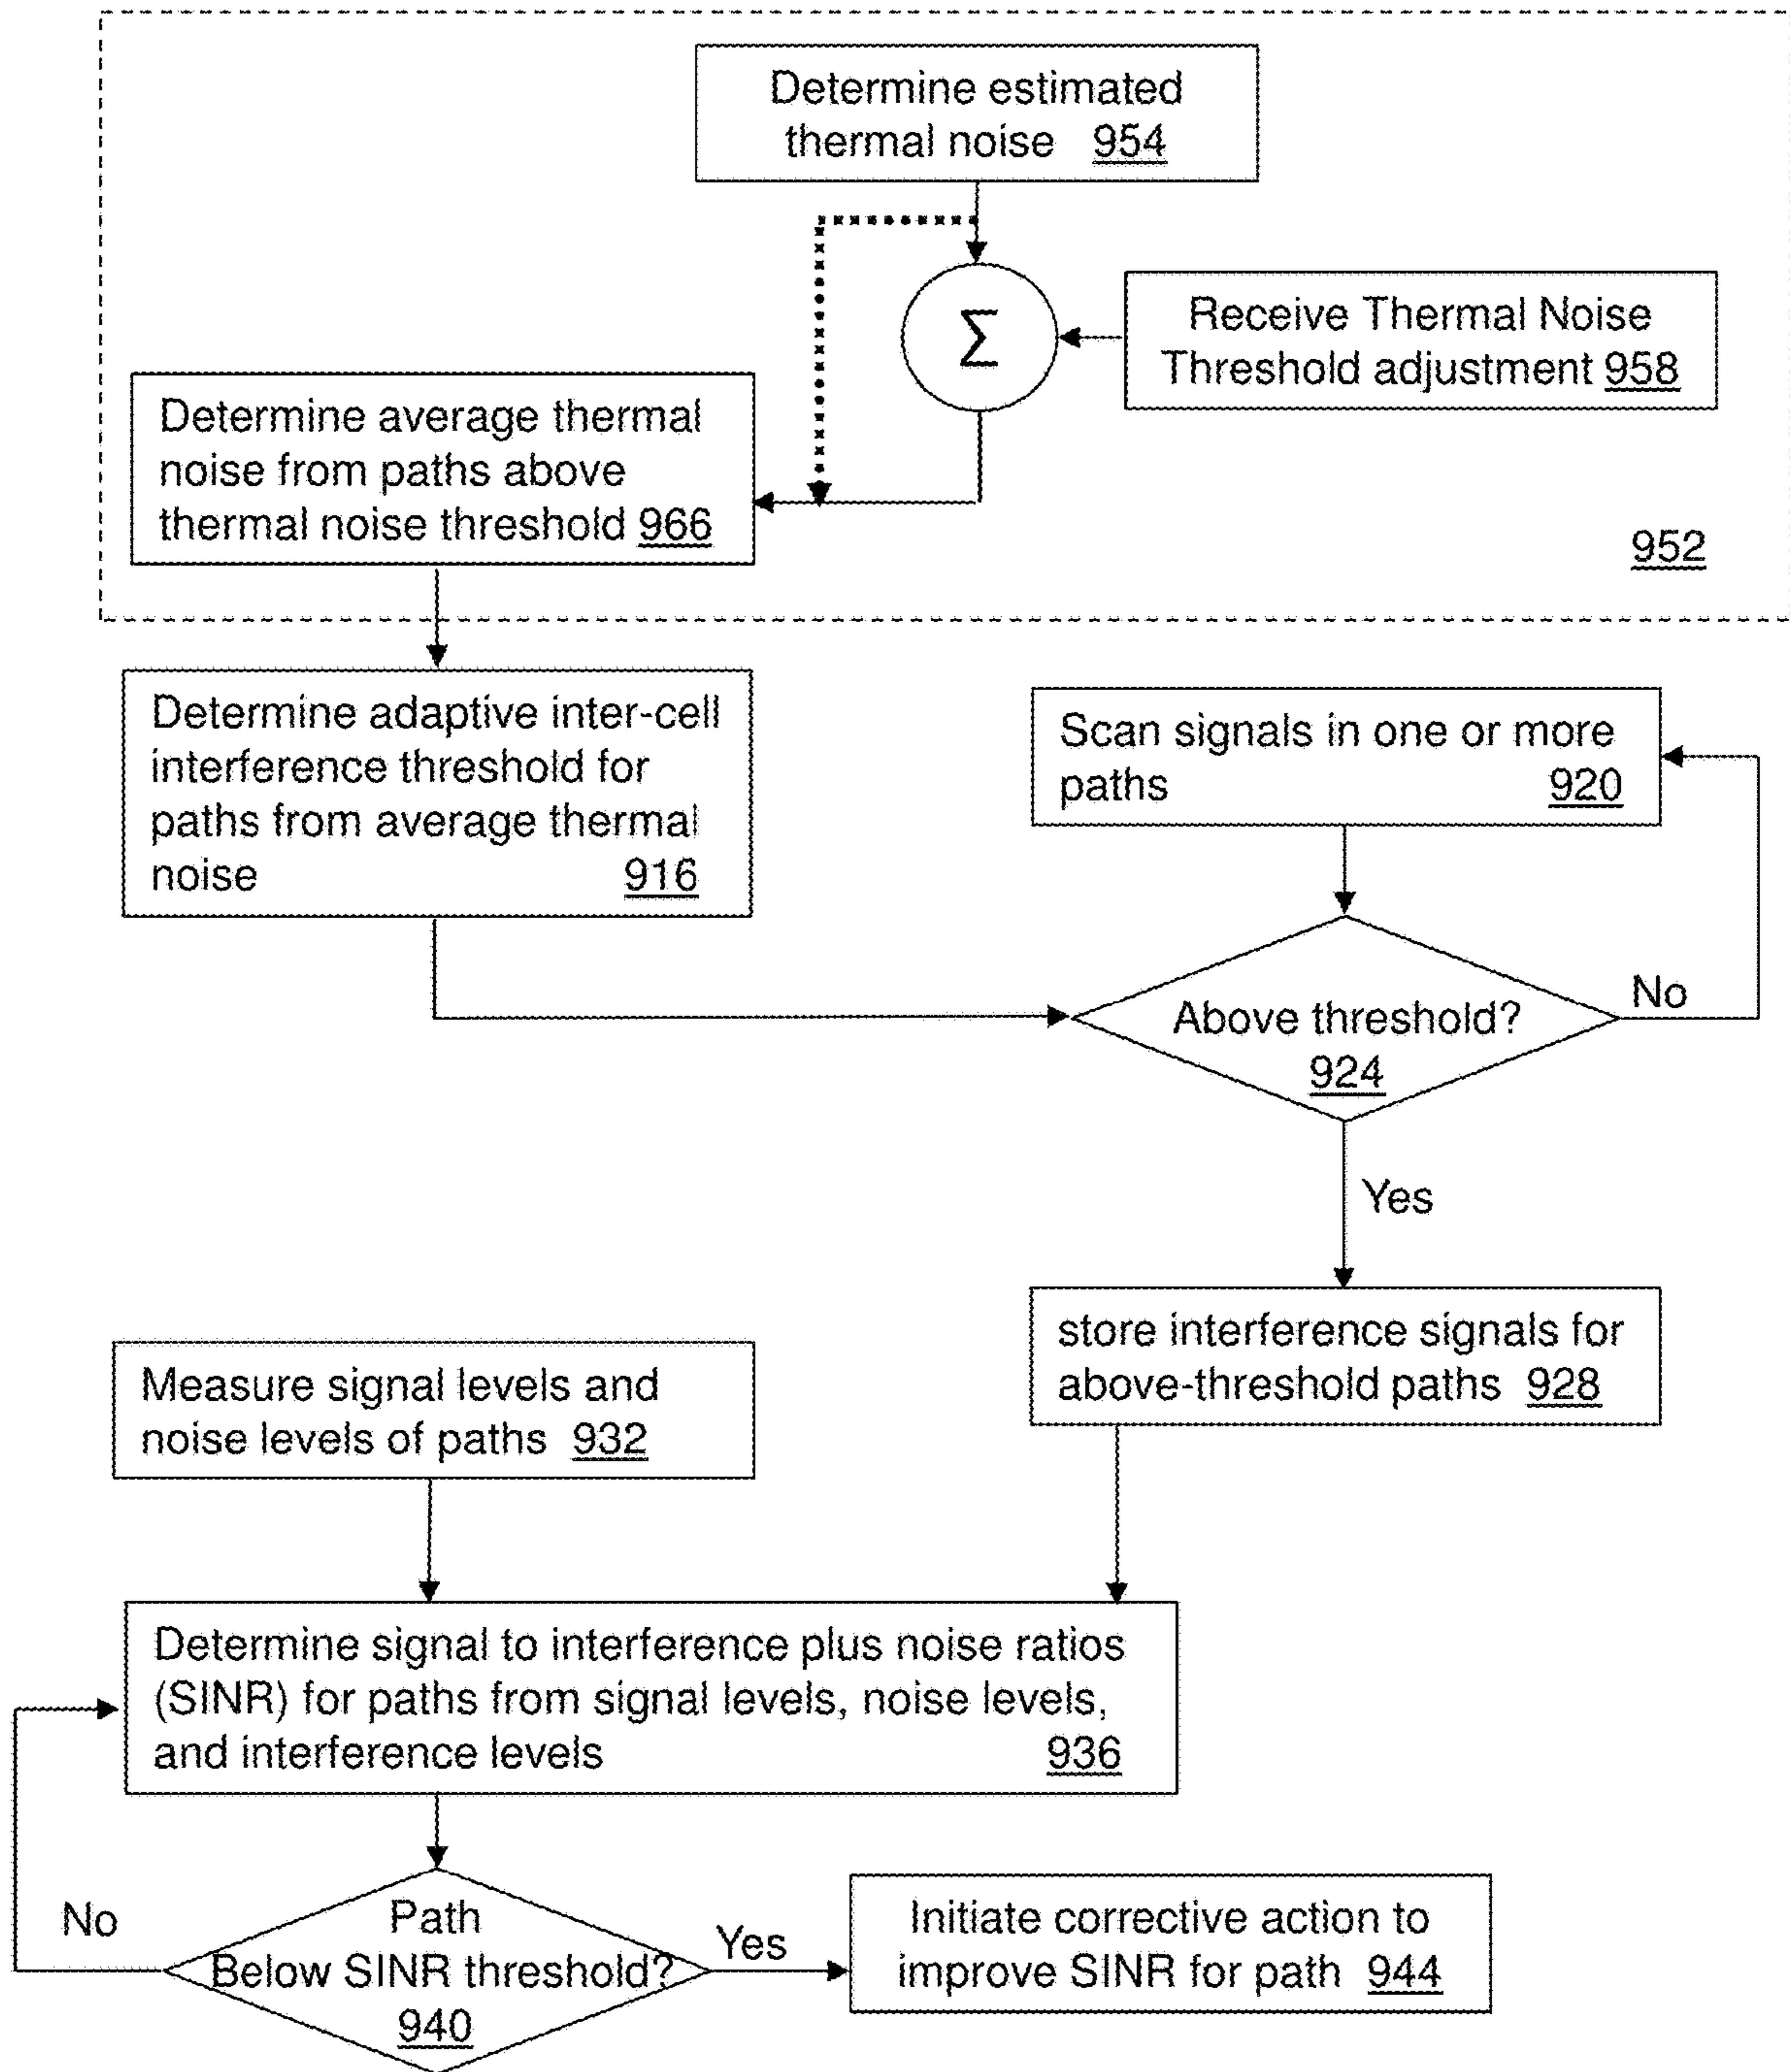 Determine estimated
thermal noise 954
Σ
Receive Thermal Noise
Threshold adjustment 958
Determine average thermal
noise from paths above
thermal noise threshold 966
952
Determine adaptive inter-cell
interference threshold for
paths from average thermal
noise 916
Scan signals in one or more
paths 920
Above threshold?
924
No
Yes
store interference signals for
above-threshold paths 928
Measure signal levels and
noise levels of paths 932
Determine signal to interference plus noise ratios
(SINR) for paths from signal levels, noise levels,
and interference levels 936
No
Path
Below SINR threshold?
940
Yes
Initiate corrective action to
improve SINR for path 944